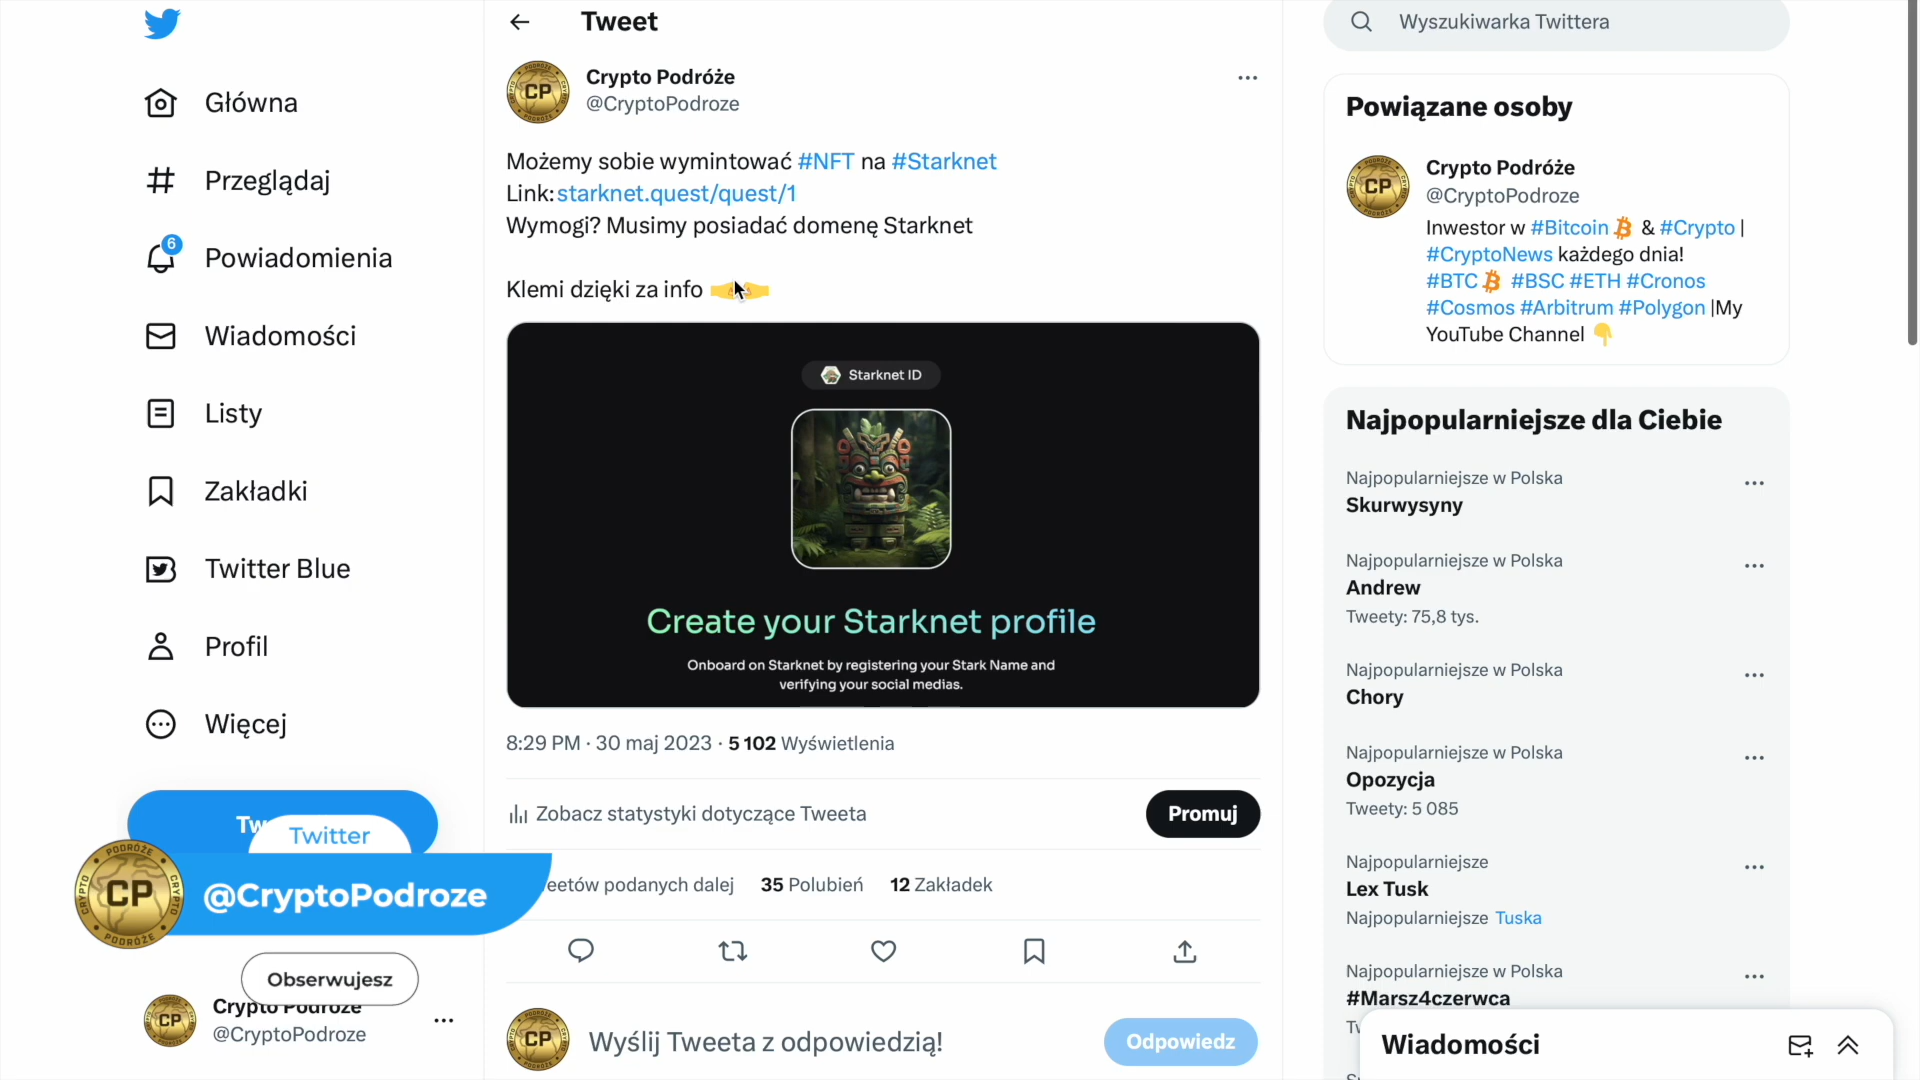 Główna
Przeglądaj
6
Powiadomienia
Wiadomości
Listy
Zakładki
Twitter Blue
Profil
Więcej
Twitter
CP
@CryptoPodroze
Obserwujesz
CP
Crypto Podróże
@CryptoPodroze
Tweet
CP
Crypto Podróże
@CryptoPodroze
Możemy sobie wymintować #NFT na #Starknet
Link: starknet.quest/quest/1
Wymogi? Musimy posiadać domenę Starknet
Klemi dzięki za info
Starknet ID
Create your Starknet profile
Onboard on Starknet by registering your Stark Name and
verifying your social medias.
8:29 PM · 30 maj 2023 · 5 102 Wyświetlenia
Zobacz statystyki dotyczące Tweeta
Promuj
podanych dalej 35 Polubień 12 Zakładek
CP
Wyślij Tweeta z odpowiedzią!
Odpowiedz
Wyszukiwarka Twittera
Powiązane osoby
CP
Crypto Podróże
@CryptoPodroze
Inwestor w #Bitcoin & #Crypto |
#CryptoNews każdego dnia!
#BTC #BSC #ETH #Cronos
#Cosmos #Arbitrum #Polygon |My
YouTube Channel
Najpopularniejsze dla Ciebie
Najpopularniejsze w Polska
Skurwysyny
Najpopularniejsze w Polska
Andrew
Tweety: 75,8 tys.
Najpopularniejsze w Polska
Chory
Najpopularniejsze w Polska
Opozycja
Tweety: 5 085
Najpopularniejsze
Lex Tusk
Najpopularniejsze Tuska
Najpopularniejsze w Polska
#Marsz4czerwca
Wiadomości